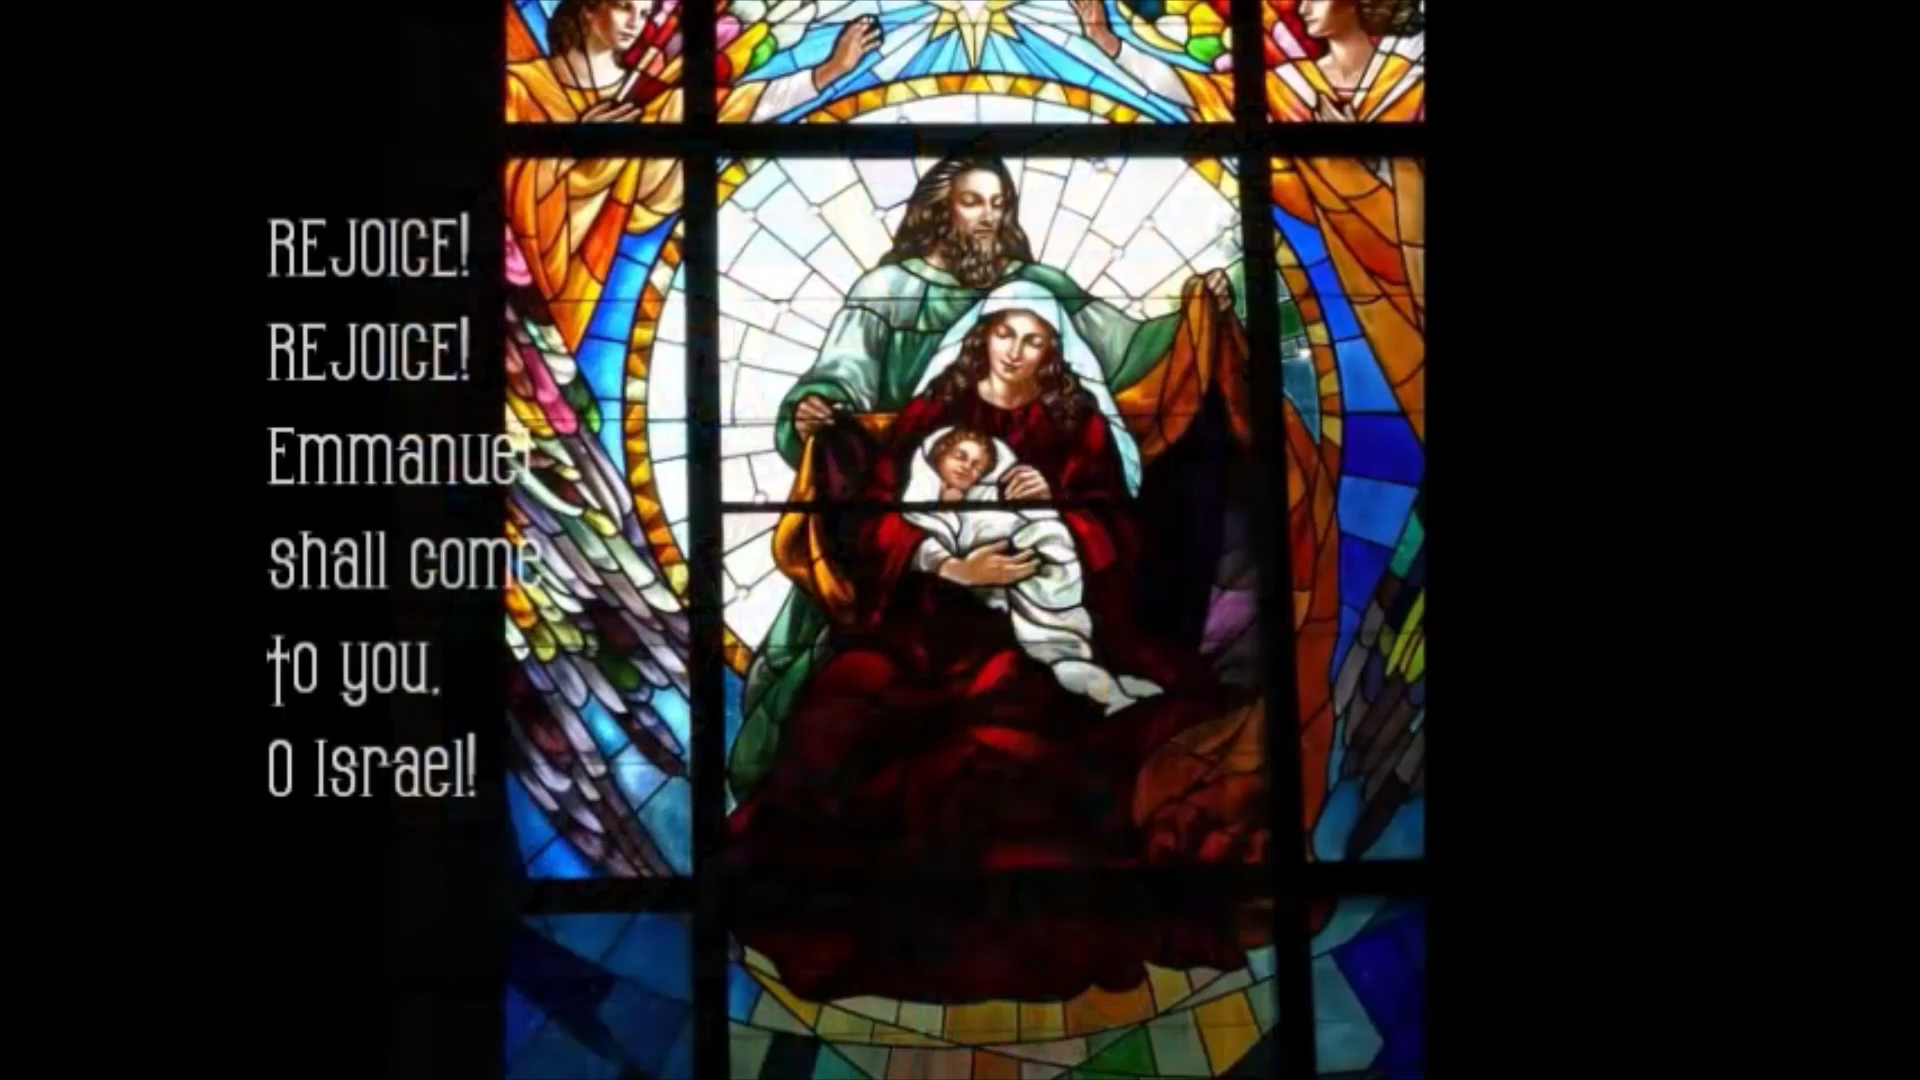 REJOICE!
REJOICE!
Emmanuel
shall come
to you,
O Israel!